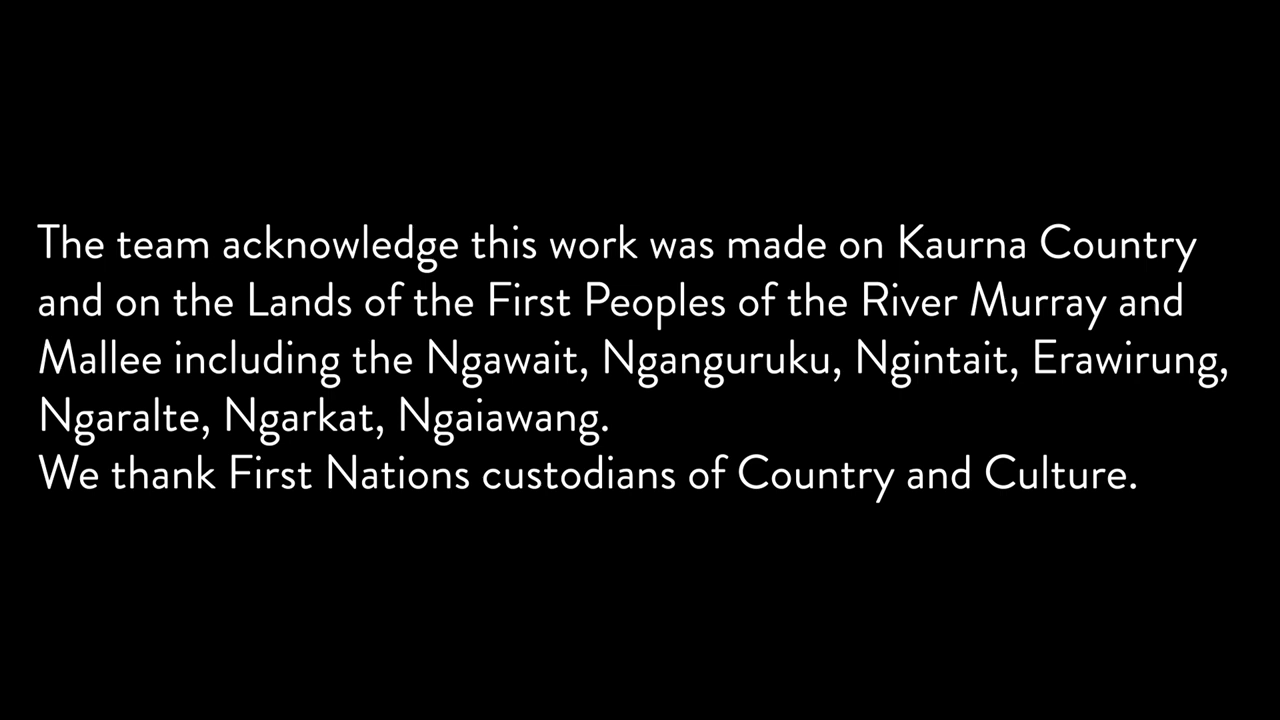 The team acknowledge this work was made on Kaurna Country
and on the Lands of the First Peoples of the River Murray and
Mallee including the Ngawait, Nganguruku, Ngintait, Erawirung,
Ngaralte, Ngarkat, Ngaiawang.
We thank First Nations custodians of Country and Culture.